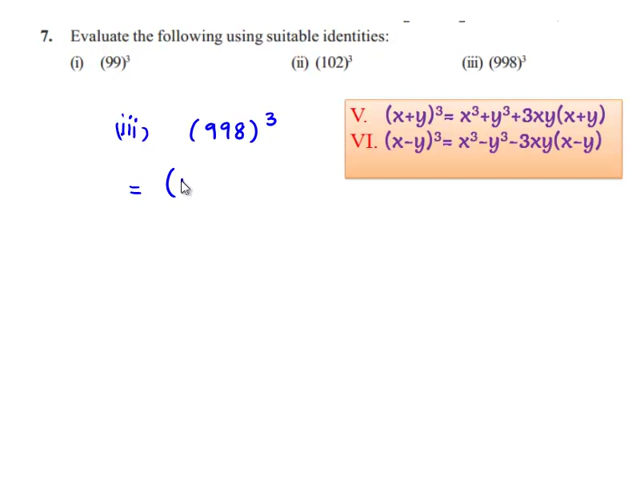 7. Evaluate the following using suitable identities:
(i) (99)³ (ii) (102)³ (iii) (998)³
V. (x+y)³= x³+y³+3xy(x+y)
VI. (x−y)³= x³−y³−3xy(x−y)
(iii) (998)³
= (